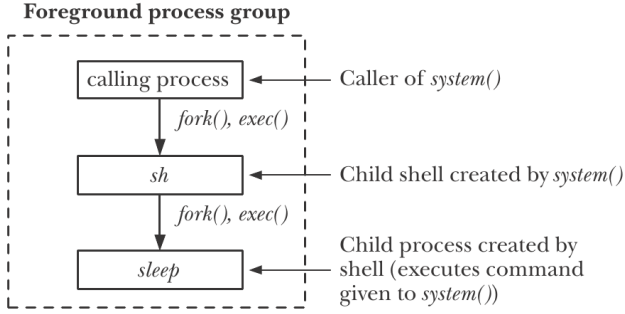 Foreground process group
calling process
Caller of system()
fork(), exec()
sh
Child shell created by system()
fork(), exec()
sleep
Child process created by
shell (executes command
given to system())